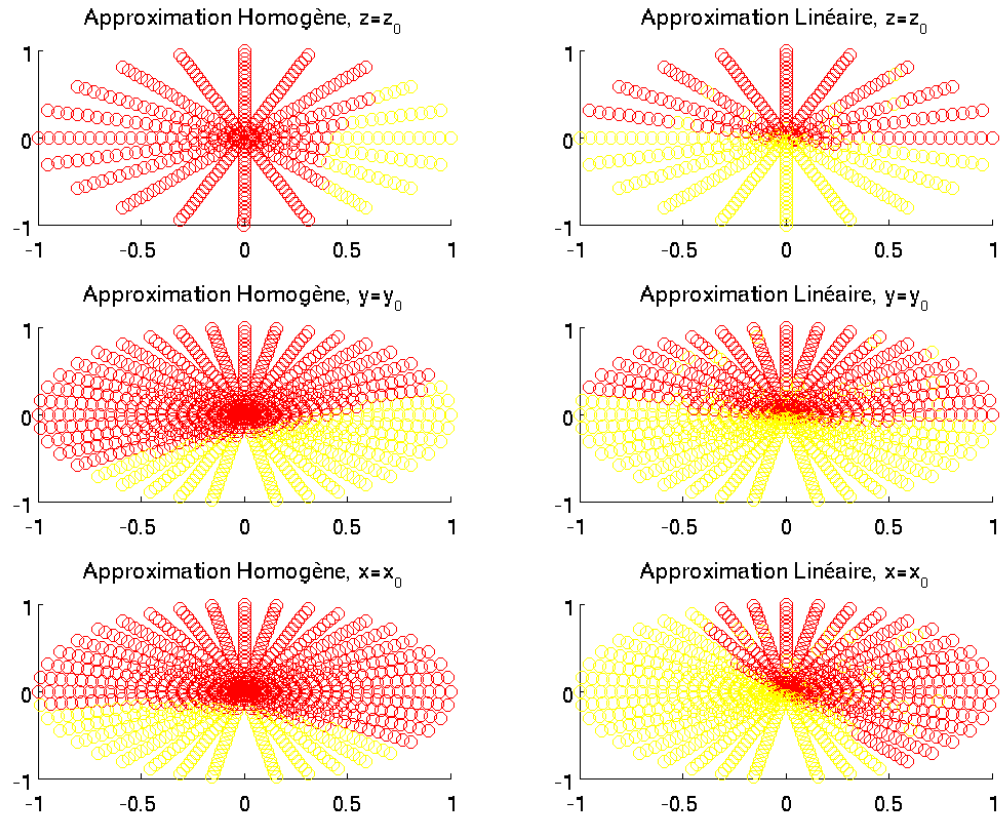 Approximation Homogène, z=z₀
1
0
-1
-1 -0.5 0 0.5 1
Approximation Linéaire, z=z₀
1
0
-1
-1 -0.5 0 0.5 1
Approximation Homogène, y=y₀
1
0
-1
-1 -0.5 0 0.5 1
Approximation Linéaire, y=y₀
1
0
-1
-1 -0.5 0 0.5 1
Approximation Homogène, x=x₀
1
0
-1
-1 -0.5 0 0.5 1
Approximation Linéaire, x=x₀
1
0
-1
-1 -0.5 0 0.5 1